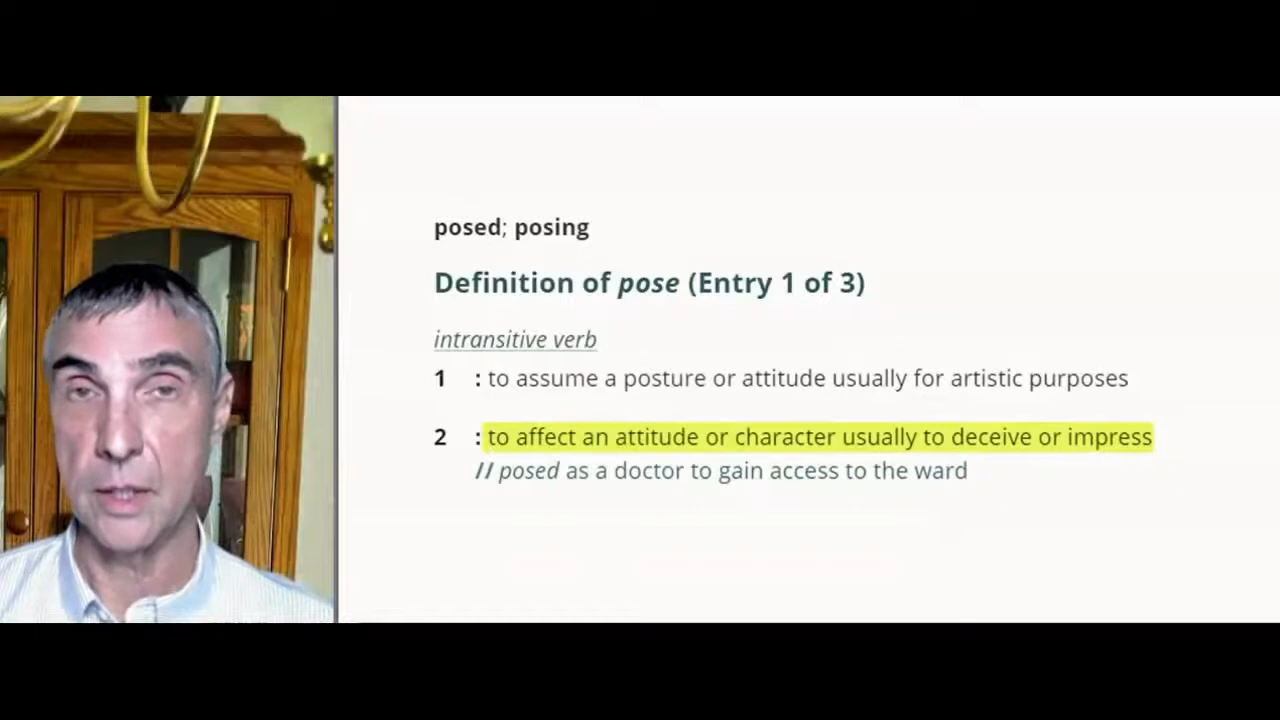 posed; posing
Definition of pose (Entry 1 of 3)
intransitive verb
1 : to assume a posture or attitude usually for artistic purposes
2 : to affect an attitude or character usually to deceive or impress
// posed as a doctor to gain access to the ward